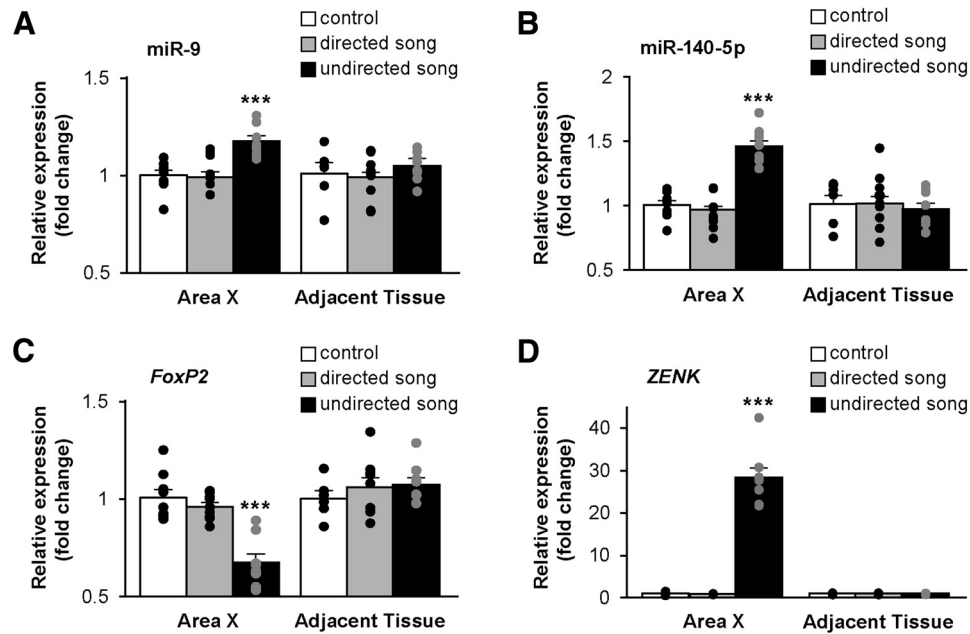 A
miR-9
control
directed song
undirected song
Relative expression
(fold change)
1.5
1
0.5
***
Area X
Adjacent Tissue
B
miR-140-5p
control
directed song
undirected song
Relative expression
(fold change)
2
1.5
1
0.5
***
Area X
Adjacent Tissue
C
FoxP2
control
directed song
undirected song
Relative expression
(fold change)
1.5
1
0.5
***
Area X
Adjacent Tissue
D
ZENK
control
directed song
undirected song
Relative expression
(fold change)
40
30
20
10
0
***
Area X
Adjacent Tissue